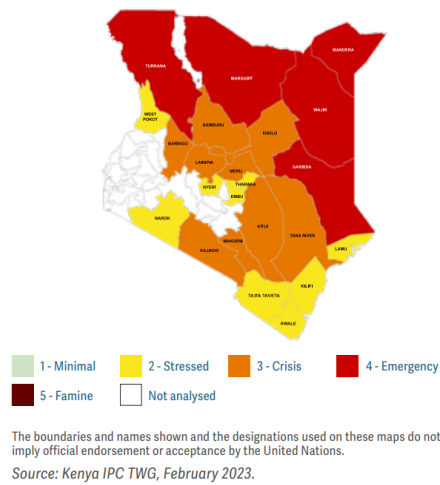 MANDERA
TURKANA
MARSABIT
WAJIR
WEST
POKOT
SAMBURU
ISIOLO
BARINGO
LAIKIPIA
MERU
GARISSA
THARAKA
NYERI
EMBU
NAROK
KITUI
TANA RIVER
MAKUENI
KAJIADO
LAMU
KILIFI
TAITA TAVETA
KWALE
1 - Minimal
2 - Stressed
3 - Crisis
4 - Emergency
5 - Famine
Not analysed
The boundaries and names shown and the designations used on these maps do not
imply official endorsement or acceptance by the United Nations.
Source: Kenya IPC TWG, February 2023.